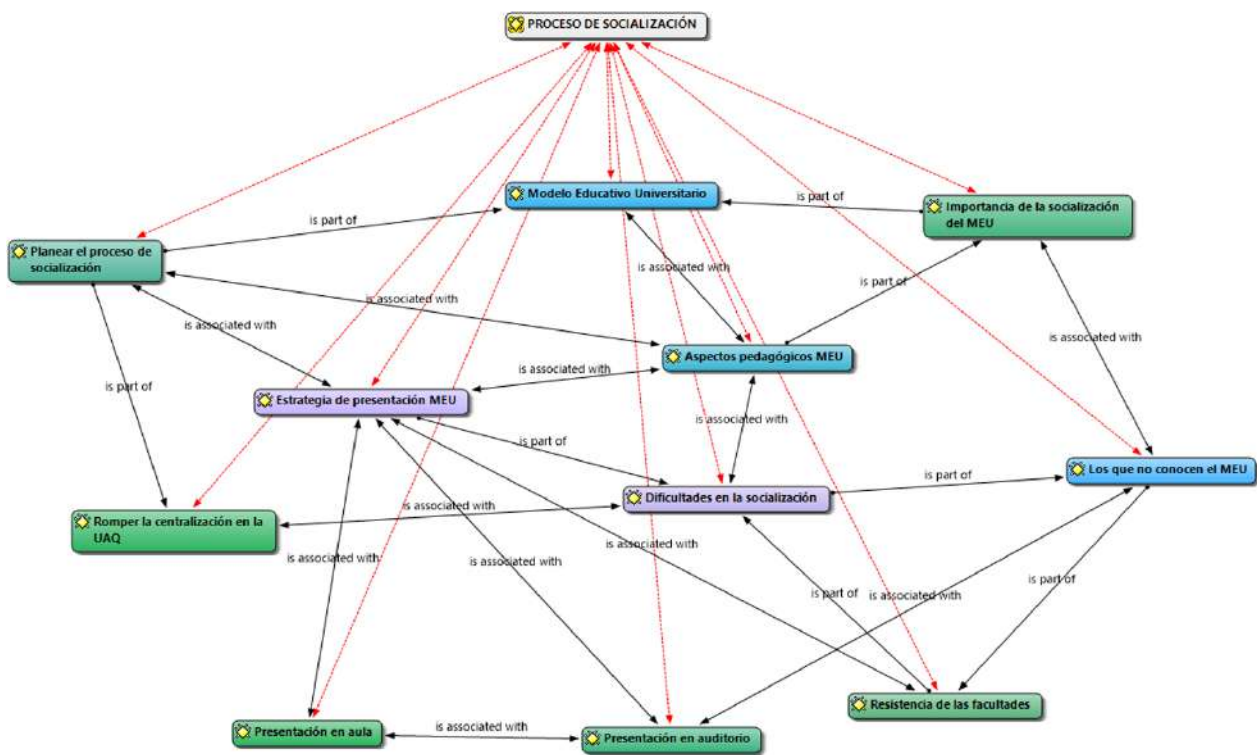 PROCESO DE SOCIALIZACIÓN
Modelo Educativo Universitario
is part of
is part of
Importancia de la socialización
del MEU
Planear el proceso de
socialización
is associated with
is part of
is associated with
is associated with
is associated with
Aspectos pedagógicos MEU
is associated with
is part of
Estrategia de presentación MEU
is associated with
is part of
Los que no conocen el MEU
is part of
Dificultades en la socialización
is associated with
Romper la centralización en la
UAQ
is associated with
is associated with
is associated with
is part of
is part of
is associated with
Resistencia de las facultades
Presentación en aula
is associated with
Presentación en auditorio